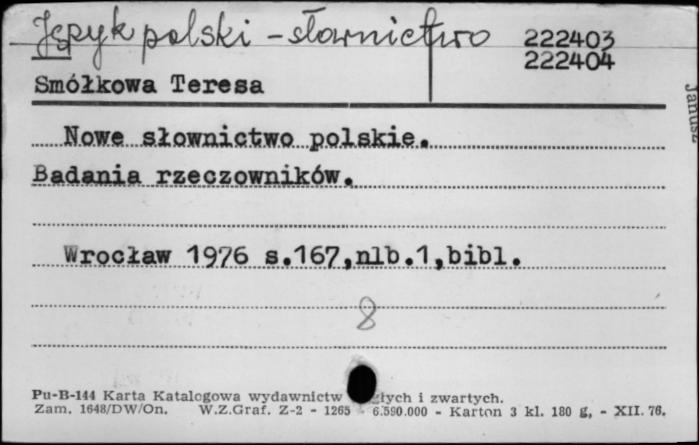 Język polski - słownictwo
222403
222404
Smółkowa Teresa
Nowe słownictwo polskie.
Badania rzeczowników.
Wrocław 1976 s.167,nlb.1,bibl.
8
Pu-B-144 Karta Katalogowa wydawnictw ciągłych i zwartych.
Zam. 1648/DW/On. W.Z.Graf. Z-2 - 1265 6.590.000 - Karton 3 kl. 180 g, - XII. 76.
Janusz